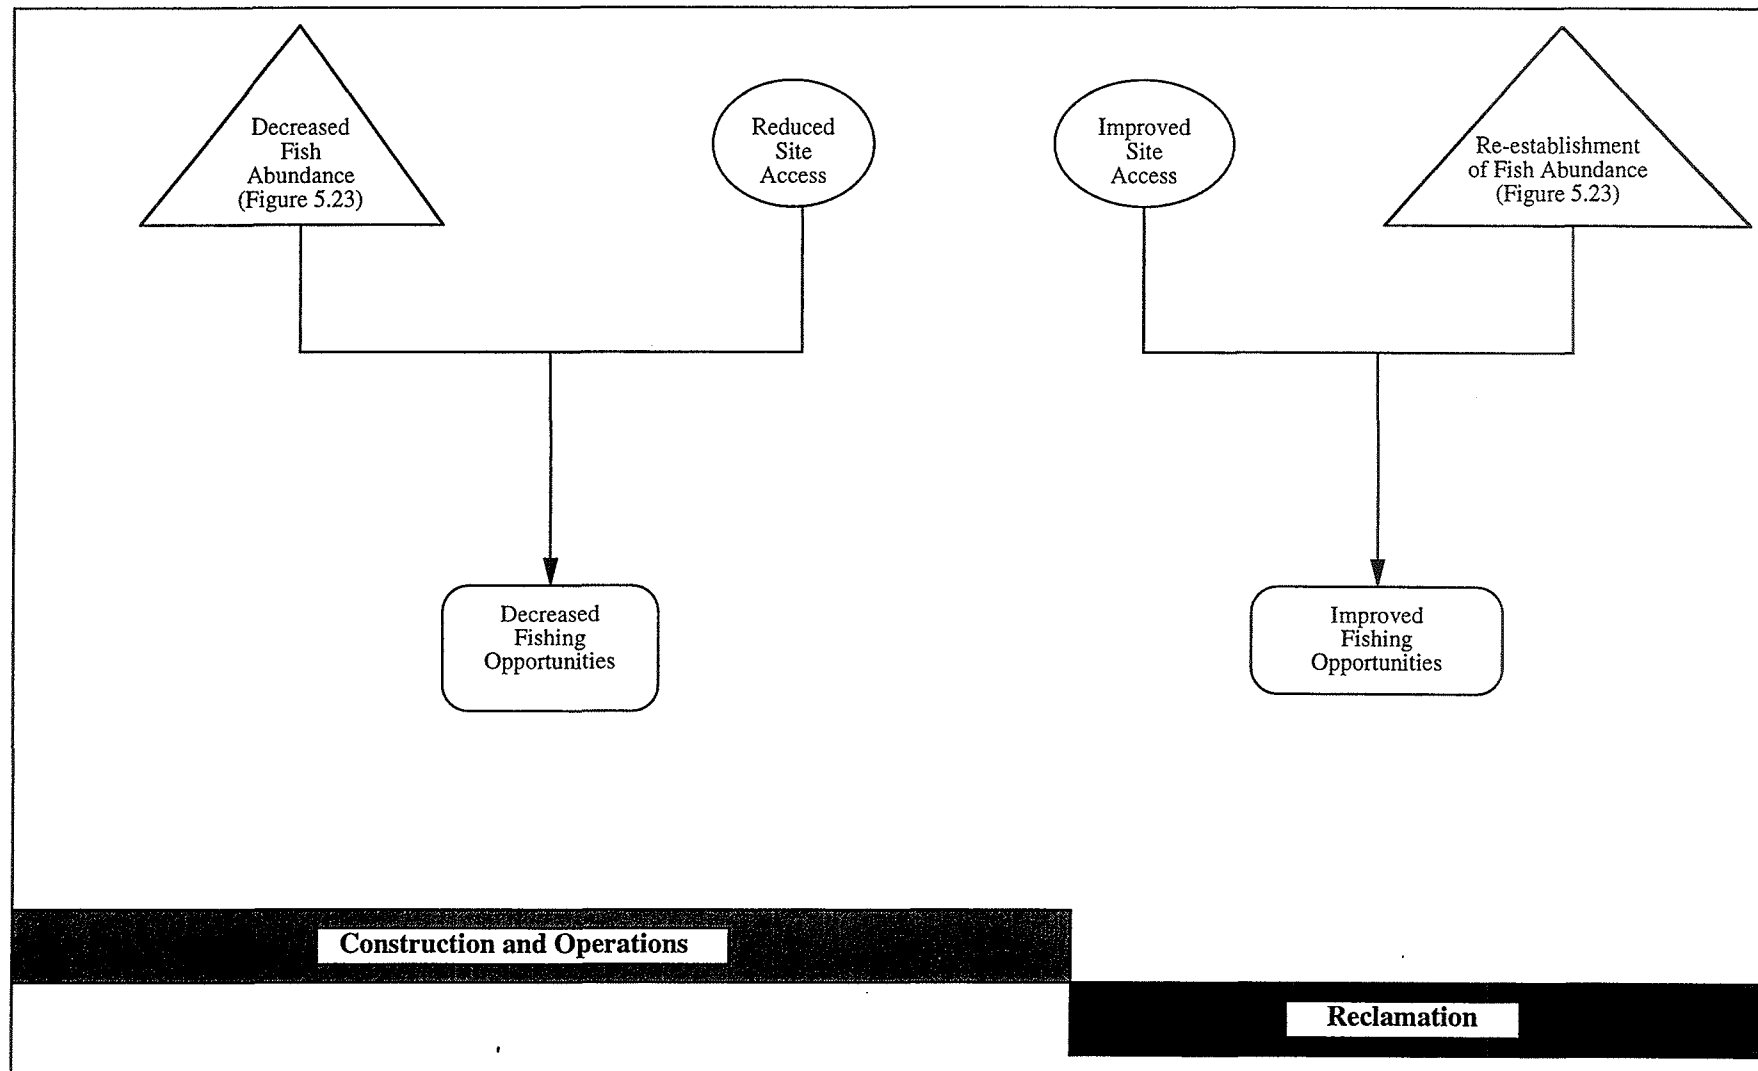 Decreased
Fish
Abundance
(Figure 5.23)
Reduced
Site
Access
Improved
Site
Access
Re-establishment
of Fish Abundance
(Figure 5.23)
Decreased
Fishing
Opportunities
Improved
Fishing
Opportunities
Construction and Operations
Reclamation